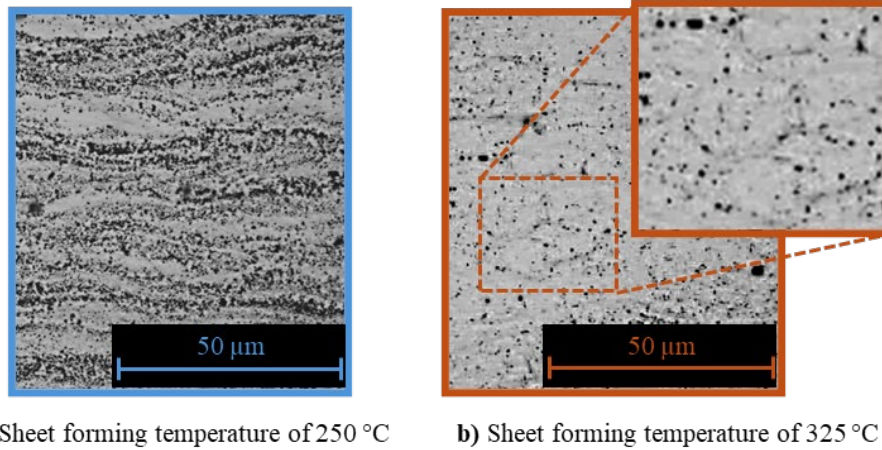 50 µm
50 µm
Sheet forming temperature of 250 °C
b) Sheet forming temperature of 325 °C